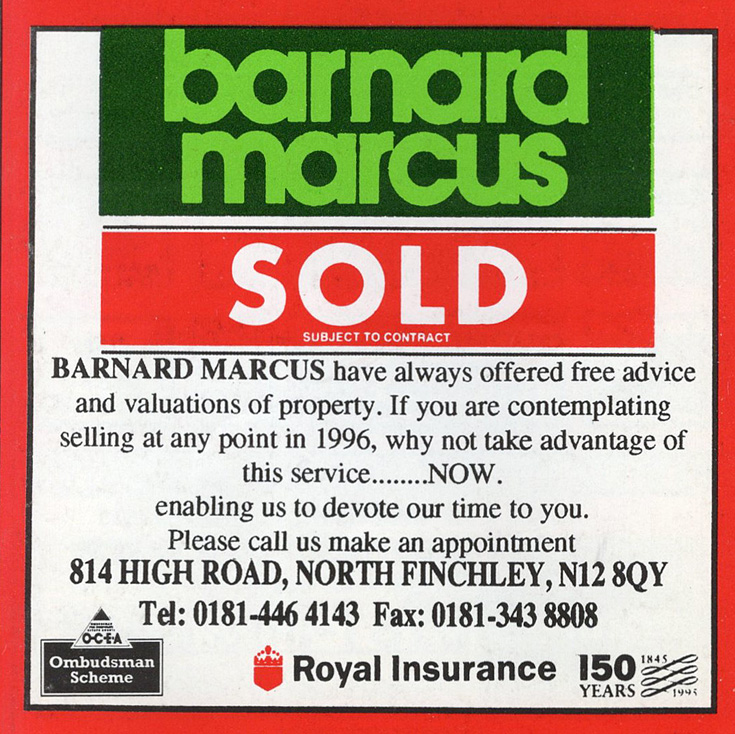 barnard
marcus
SOLD
SUBJECT TO CONTRACT
BARNARD MARCUS have always offered free advice
and valuations of property. If you are contemplating
selling at any point in 1996, why not take advantage of
this service........NOW.
enabling us to devote our time to you.
Please call us make an appointment
814 HIGH ROAD, NORTH FINCHLEY, N12 8QY
Tel: 0181-446 4143 Fax: 0181-343 8808
O·C·E·A
Ombudsman
Scheme
Royal Insurance
150
YEARS
1845
1995